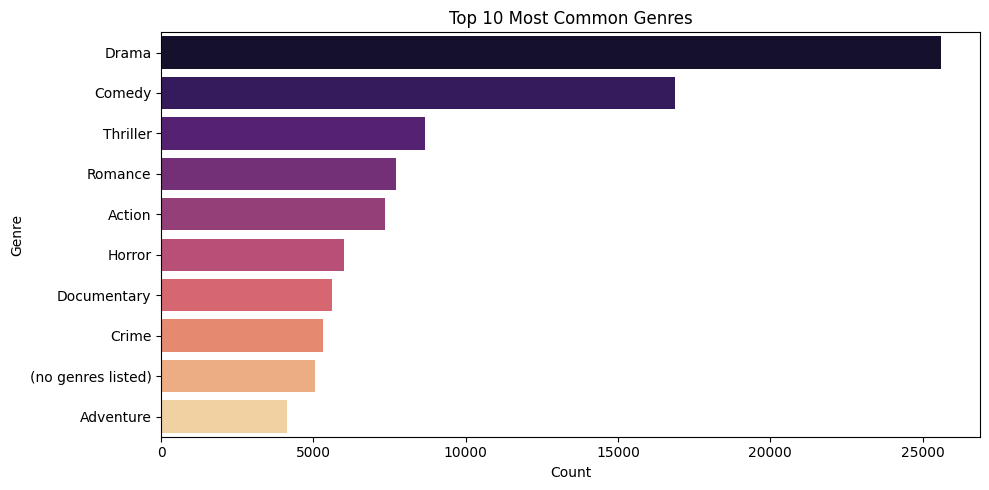 Top 10 Most Common Genres
Genre
Drama
Comedy
Thriller
Romance
Action
Horror
Documentary
Crime
(no genres listed)
Adventure
0 5000 10000 15000 20000 25000
Count